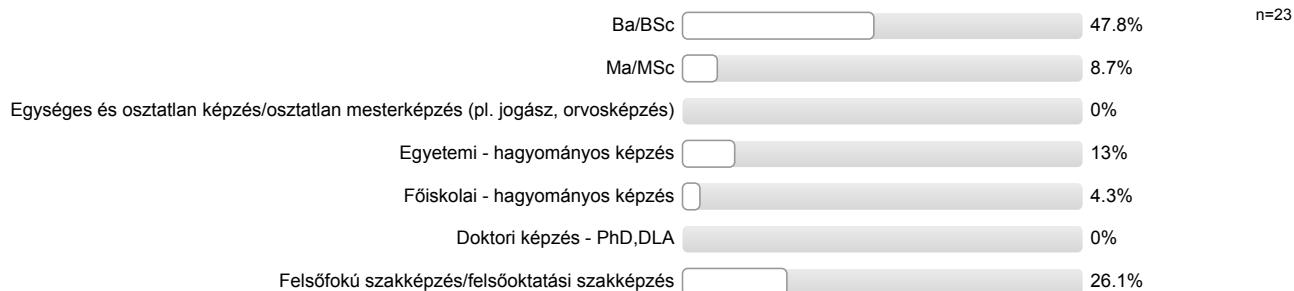 Ba/BSc 47.8% n=23
Ma/MSc 8.7%
Egységes és osztatlan képzés/osztatlan mesterképzés (pl. jogász, orvosképzés) 0%
Egyetemi - hagyományos képzés 13%
Főiskolai - hagyományos képzés 4.3%
Doktori képzés - PhD,DLA 0%
Felsőfokú szakképzés/felsőoktatási szakképzés 26.1%